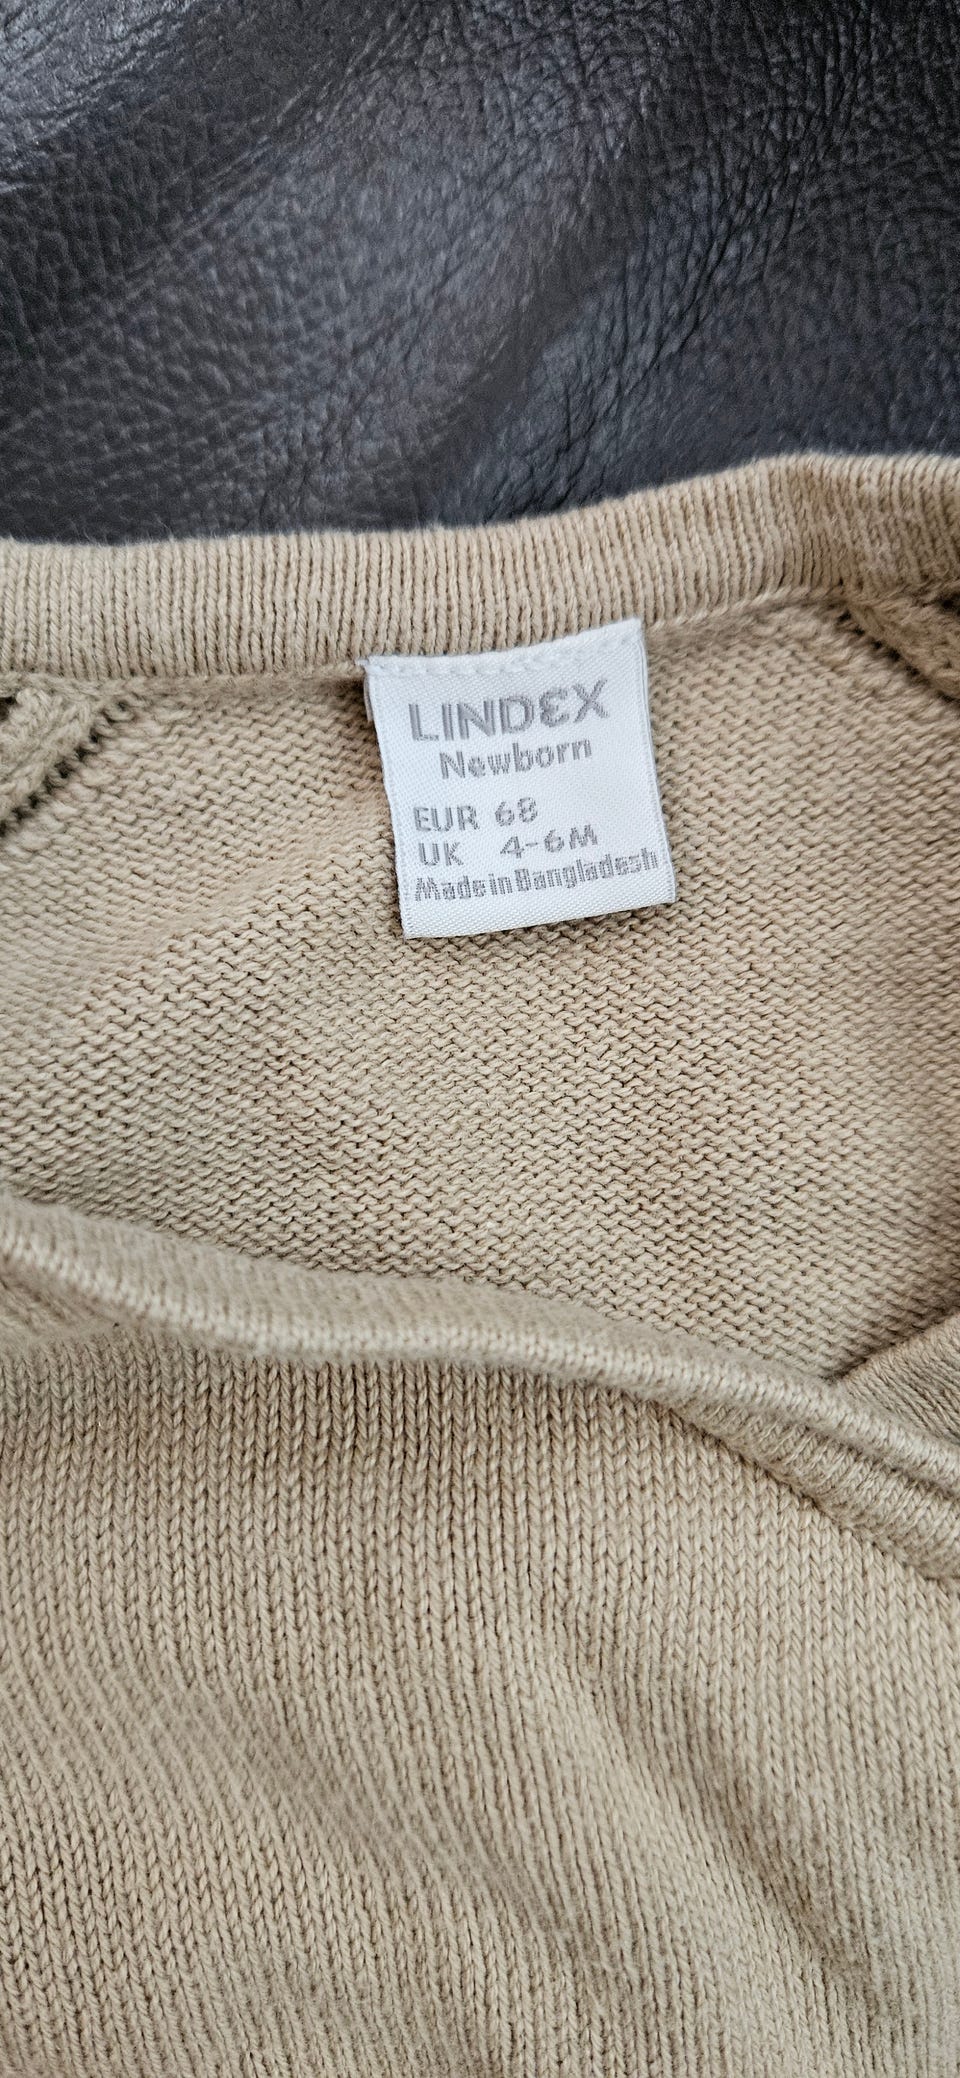 LINDEX
Newborn
EUR 68
UK 4-6M
Made in Bangladesh